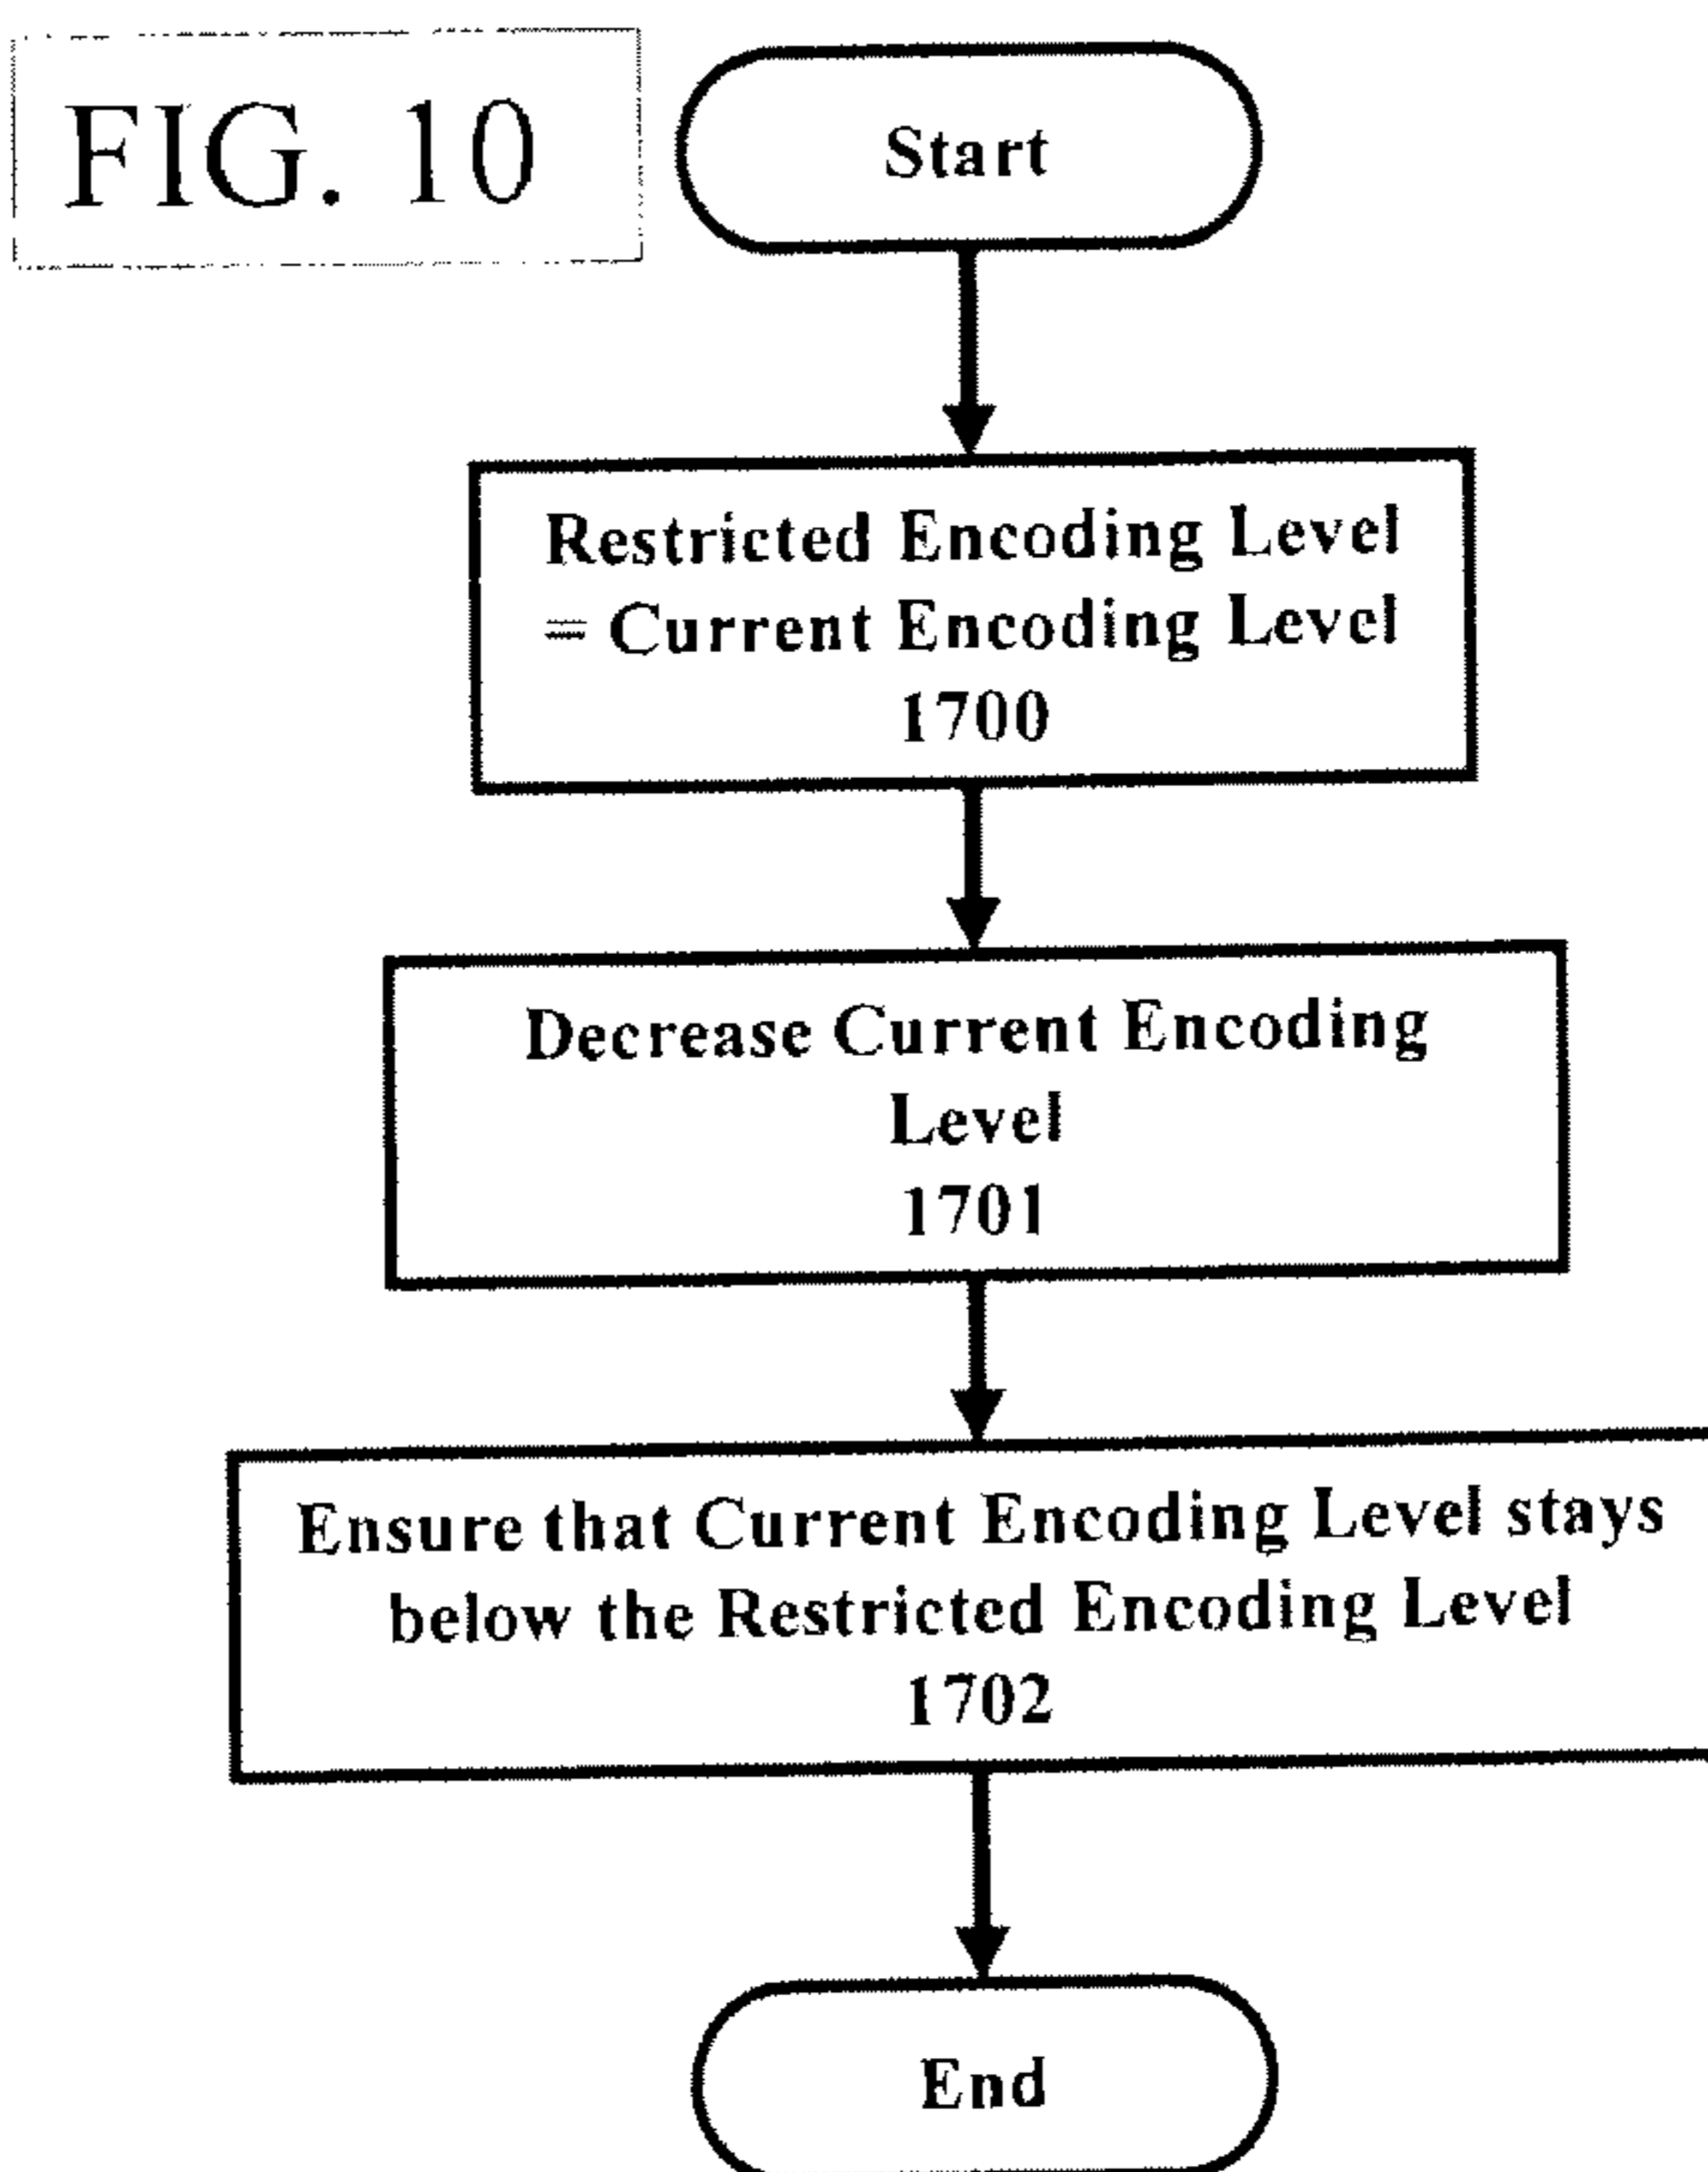 FIG. 10
Start
Restricted Encoding Level
= Current Encoding Level
1700
Decrease Current Encoding
Level
1701
Ensure that Current Encoding Level stays
below the Restricted Encoding Level
1702
End